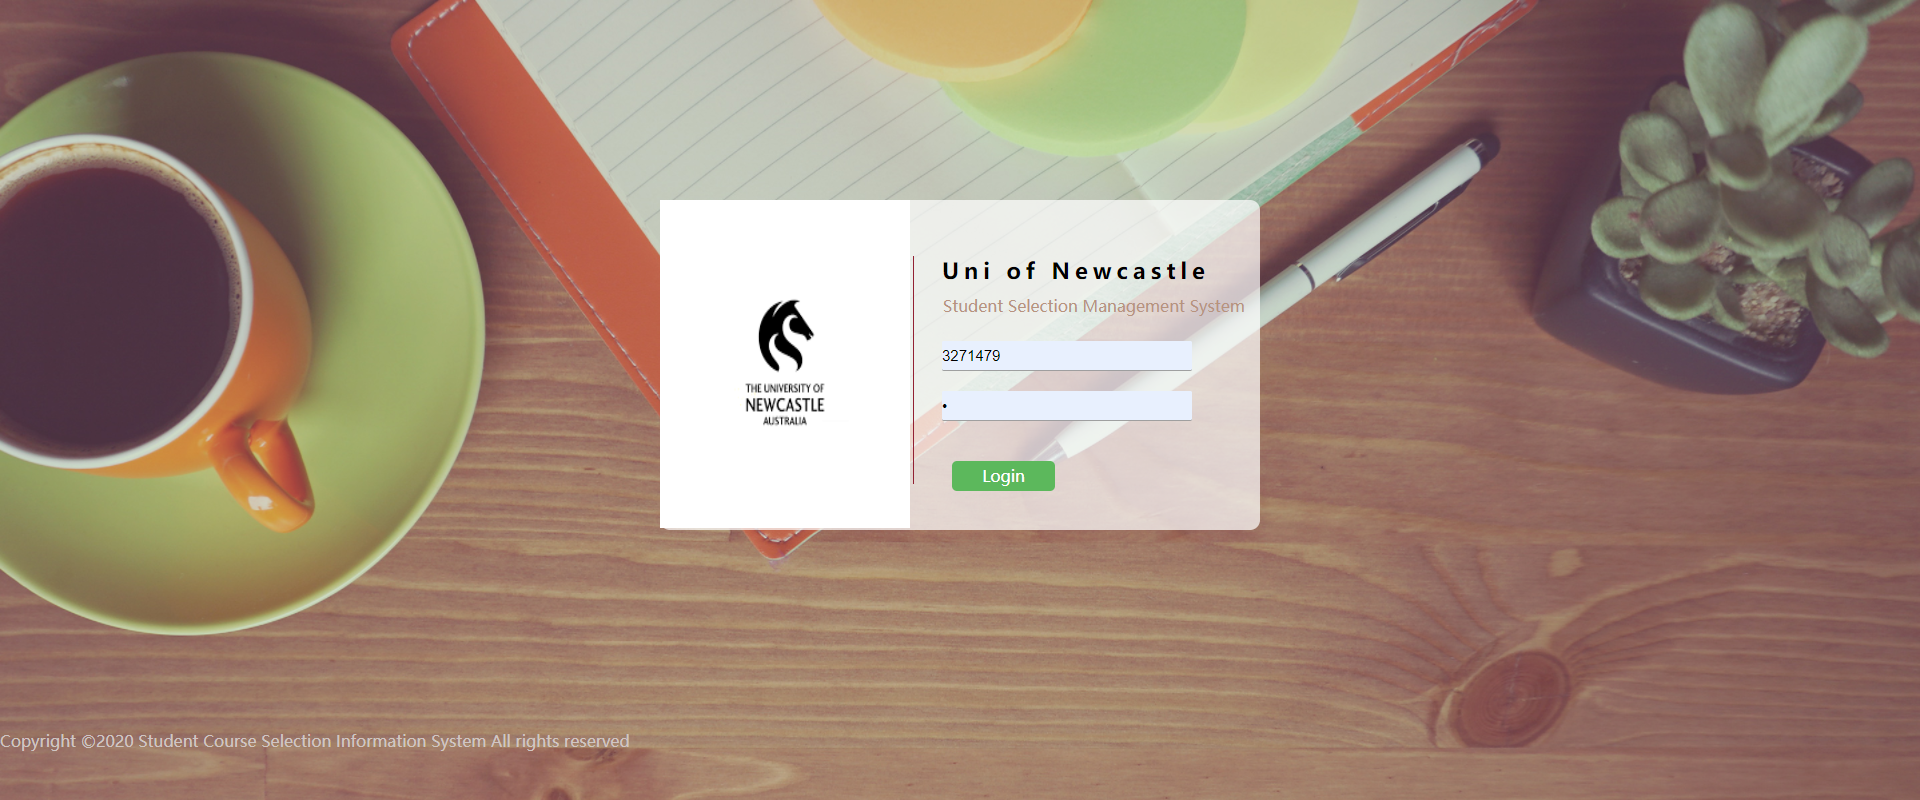 THE UNIVERSITY OF
NEWCASTLE
AUSTRALIA
Uni of Newcastle
Student Selection Management System
3271479
•
Login
Copyright ©2020 Student Course Selection Information System All rights reserved